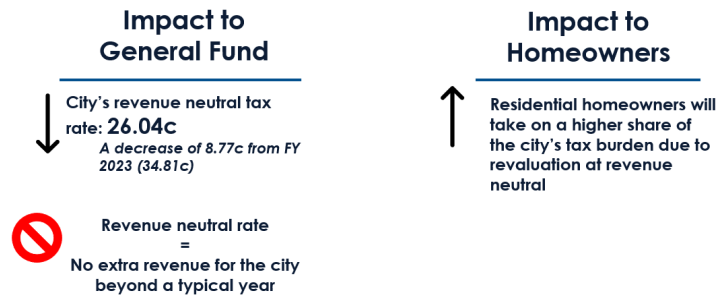 Impact to
General Fund
City's revenue neutral tax
rate: 26.04c
A decrease of 8.77c from FY
2023 (34.81c)
Revenue neutral rate
=
No extra revenue for the city
beyond a typical year
Impact to
Homeowners
Residential homeowners will
take on a higher share of
the city's tax burden due to
revaluation at revenue
neutral